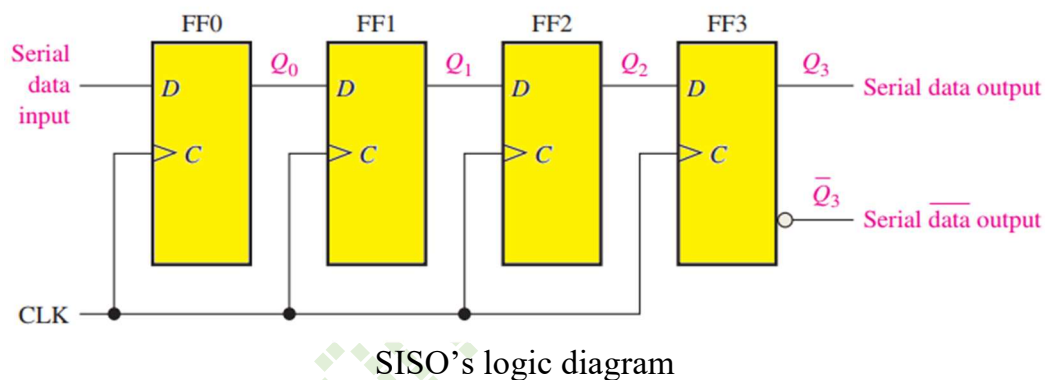 FF0 FF1 FF2 FF3
Serial
data
input
Q₀ Q₁ Q₂ Q₃
D D D D
Serial data output
C C C C
Q̅₃
Serial d̅a̅t̅a̅ output
CLK
SISO’s logic diagram